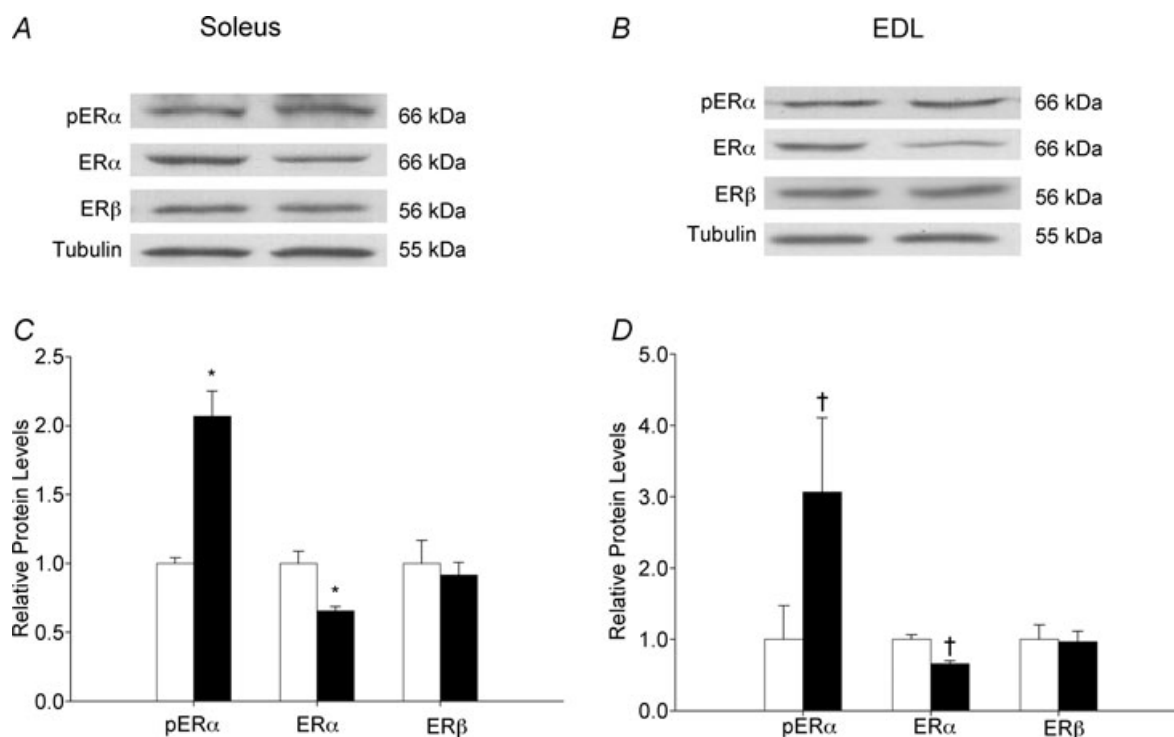 A Soleus
pERα 66 kDa
ERα 66 kDa
ERβ 56 kDa
Tubulin 55 kDa
B EDL
pERα 66 kDa
ERα 66 kDa
ERβ 56 kDa
Tubulin 55 kDa
C
Relative Protein Levels
2.5
2.0
1.5
1.0
0.5
0.0
*
*
pERα ERα ERβ
D
Relative Protein Levels
5.0
4.0
3.0
2.0
1.0
0.0
†
†
pERα ERα ERβ